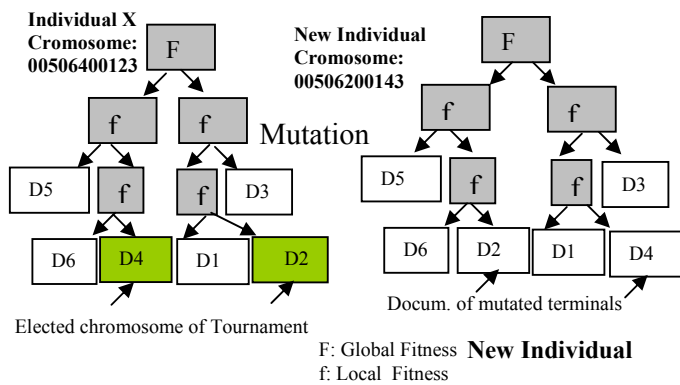 Individual X
Cromosome:
00506400123
F
f
f
D5
f
f
D3
D6
D4
D1
D2
Elected chromosome of Tournament
Mutation
New Individual
Cromosome:
00506200143
F
f
f
D5
f
f
D3
D6
D2
D1
D4
Docum. of mutated terminals
F: Global Fitness New Individual
f: Local Fitness